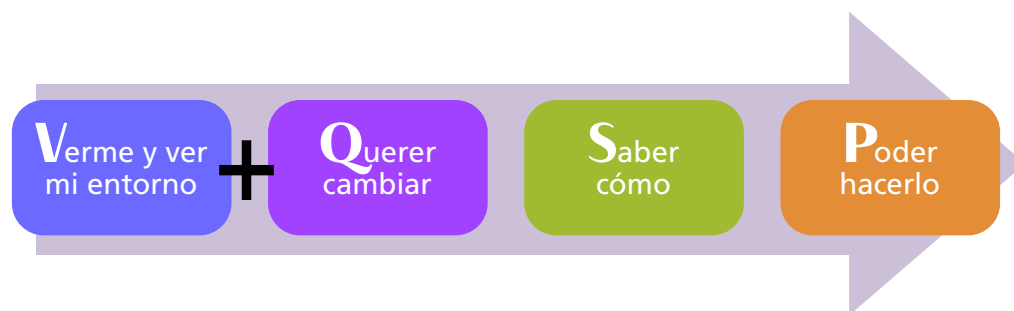 Verme y ver
mi entorno
+
Querer
cambiar
Saber
cómo
Poder
hacerlo